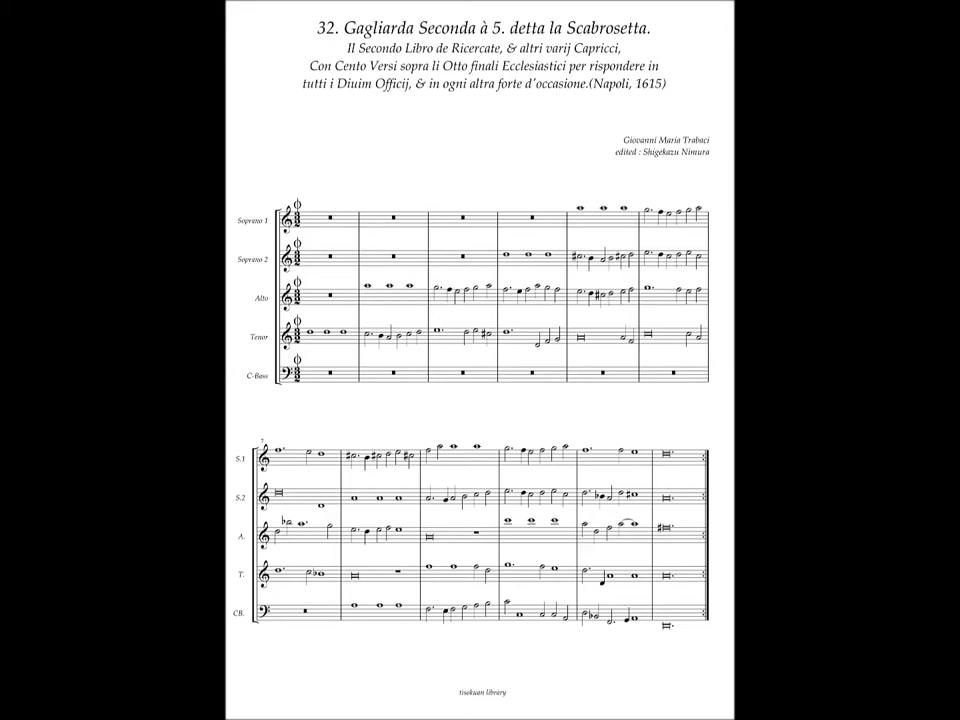 32. Gagliarda Seconda à 5. detta la Scabrosetta.
Il Secondo Libro de Ricercate, & altri varij Capricci,
Con Cento Versi sopra li Otto finali Ecclesiastici per rispondere in
tutti i Diuim Officij, & in ogni altra forte d'occasione.(Napoli, 1615)
Giovanni Maria Trabaci
edited : Shigekazu Nimura
Soprano 1
Soprano 2
Alto
Tenor
C-Bass
7
S.1
S.2
A.
T.
CB.
tisekuan library